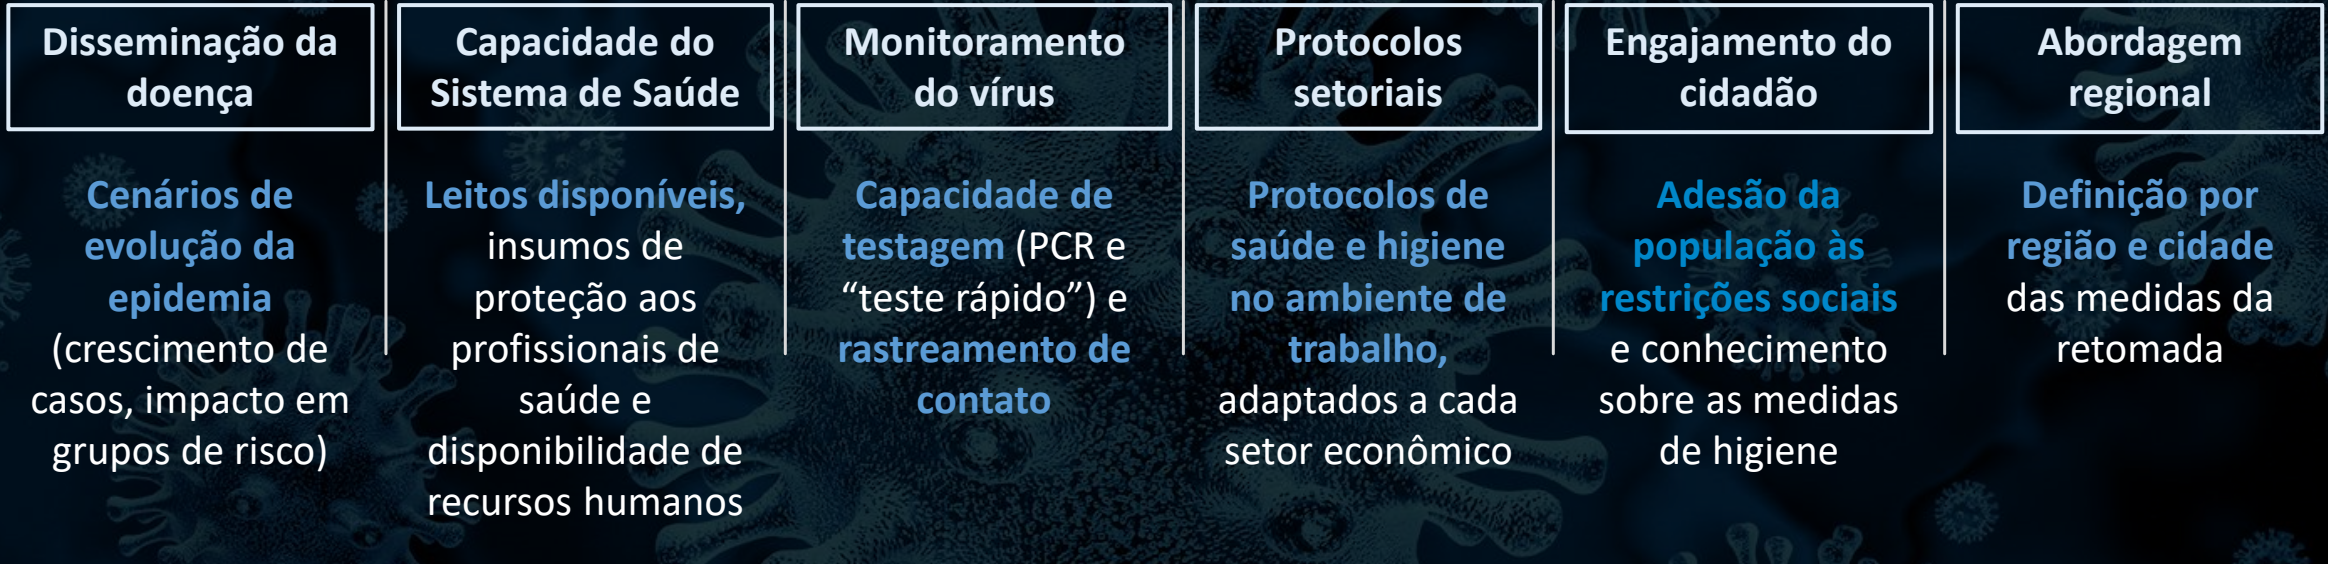 Disseminação da
doença
Cenários de
evolução da
epidemia
(crescimento de
casos, impacto em
grupos de risco)
Capacidade do
Sistema de Saúde
Leitos disponíveis,
insumos de
proteção aos
profissionais de
saúde e
disponibilidade de
recursos humanos
Monitoramento
do vírus
Capacidade de
testagem (PCR e
“teste rápido”) e
rastreamento de
contato
Protocolos
setoriais
Protocolos de
saúde e higiene
no ambiente de
trabalho,
adaptados a cada
setor econômico
Engajamento do
cidadão
Adesão da
população às
restrições sociais
e conhecimento
sobre as medidas
de higiene
Abordagem
regional
Definição por
região e cidade
das medidas da
retomada